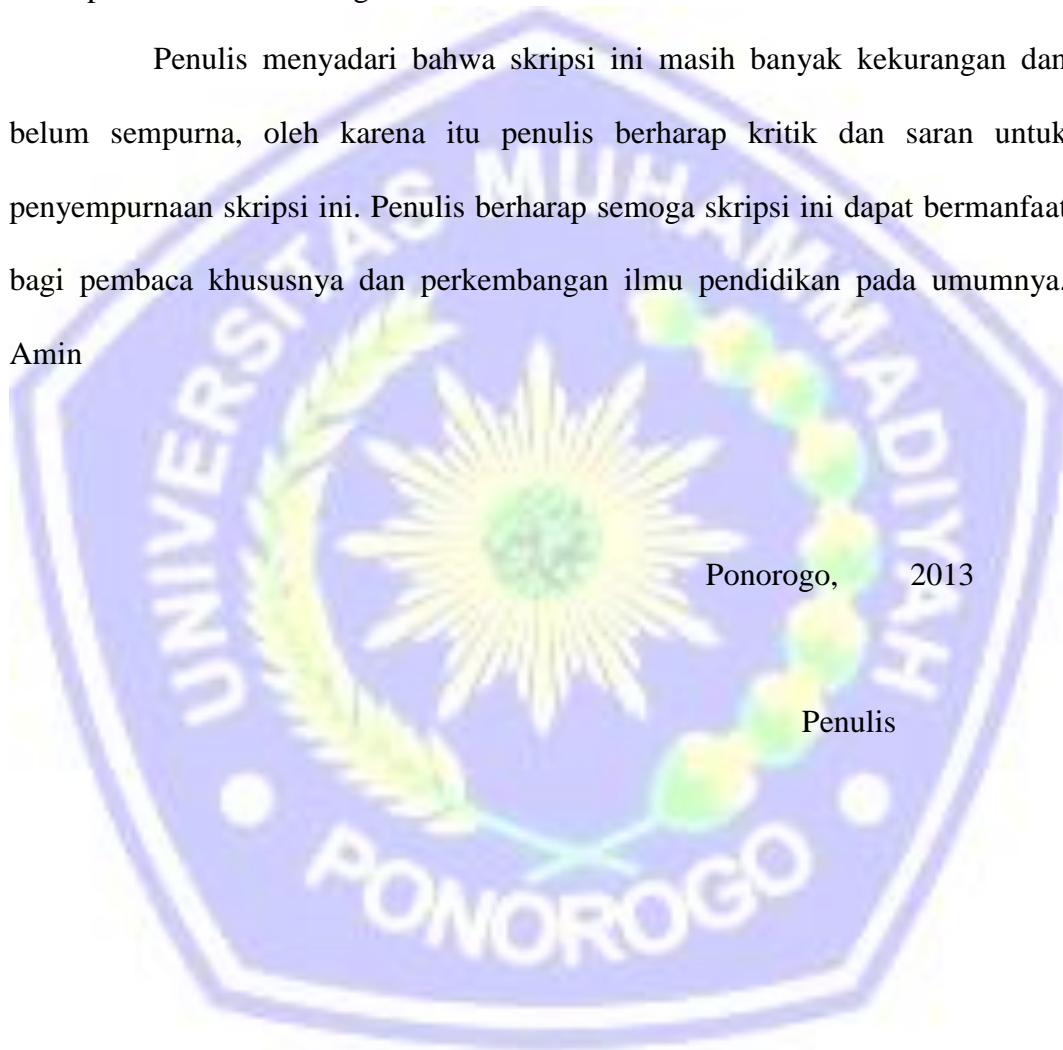 Penulis menyadari bahwa skripsi ini masih banyak kekurangan dan
belum sempurna, oleh karena itu penulis berharap kritik dan saran untuk
penyempurnaan skripsi ini. Penulis berharap semoga skripsi ini dapat bermanfaat
bagi pembaca khususnya dan perkembangan ilmu pendidikan pada umumnya.
Amin
UNIVERSITAS MUHAMMADIYAH
Ponorogo, 2013
Penulis
PONOROGO